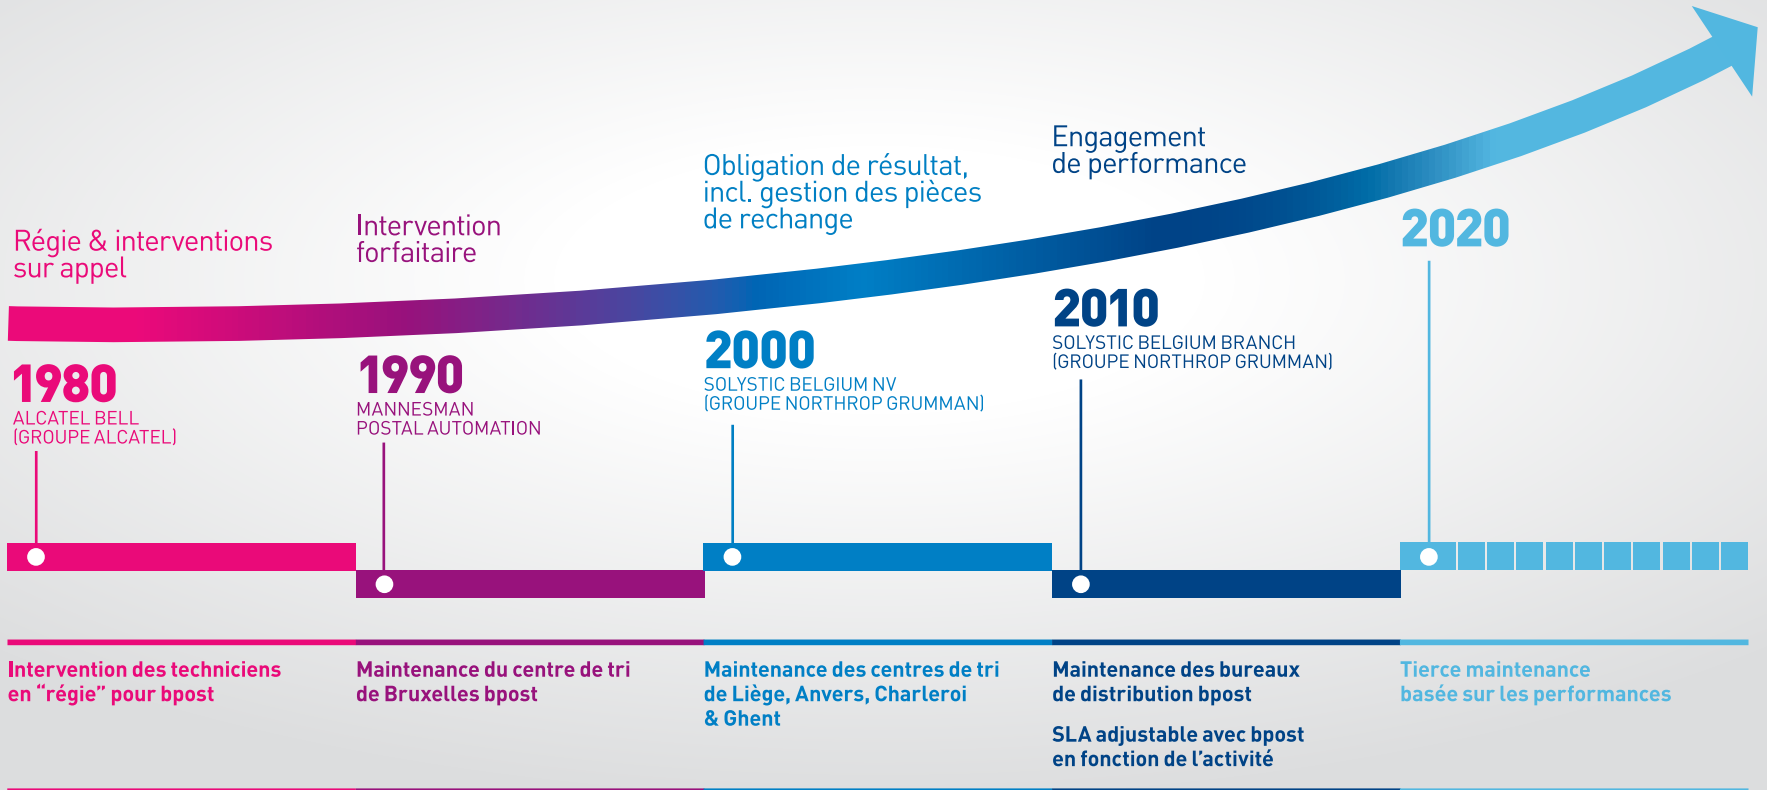 Régie & interventions
sur appel
1980
ALCATEL BELL
(GROUPE ALCATEL)
Intervention des techniciens
en “régie” pour bpost
Intervention
forfaitaire
1990
MANNESMAN
POSTAL AUTOMATION
Maintenance du centre de tri
de Bruxelles bpost
Obligation de résultat,
incl. gestion des pièces
de rechange
2000
SOLYSTIC BELGIUM NV
(GROUPE NORTHROP GRUMMAN)
Maintenance des centres de tri
de Liège, Anvers, Charleroi
& Ghent
Engagement
de performance
2010
SOLYSTIC BELGIUM BRANCH
(GROUPE NORTHROP GRUMMAN)
Maintenance des bureaux
de distribution bpost
SLA adjustable avec bpost
en fonction de l’activité
2020
Tierce maintenance
basée sur les performances